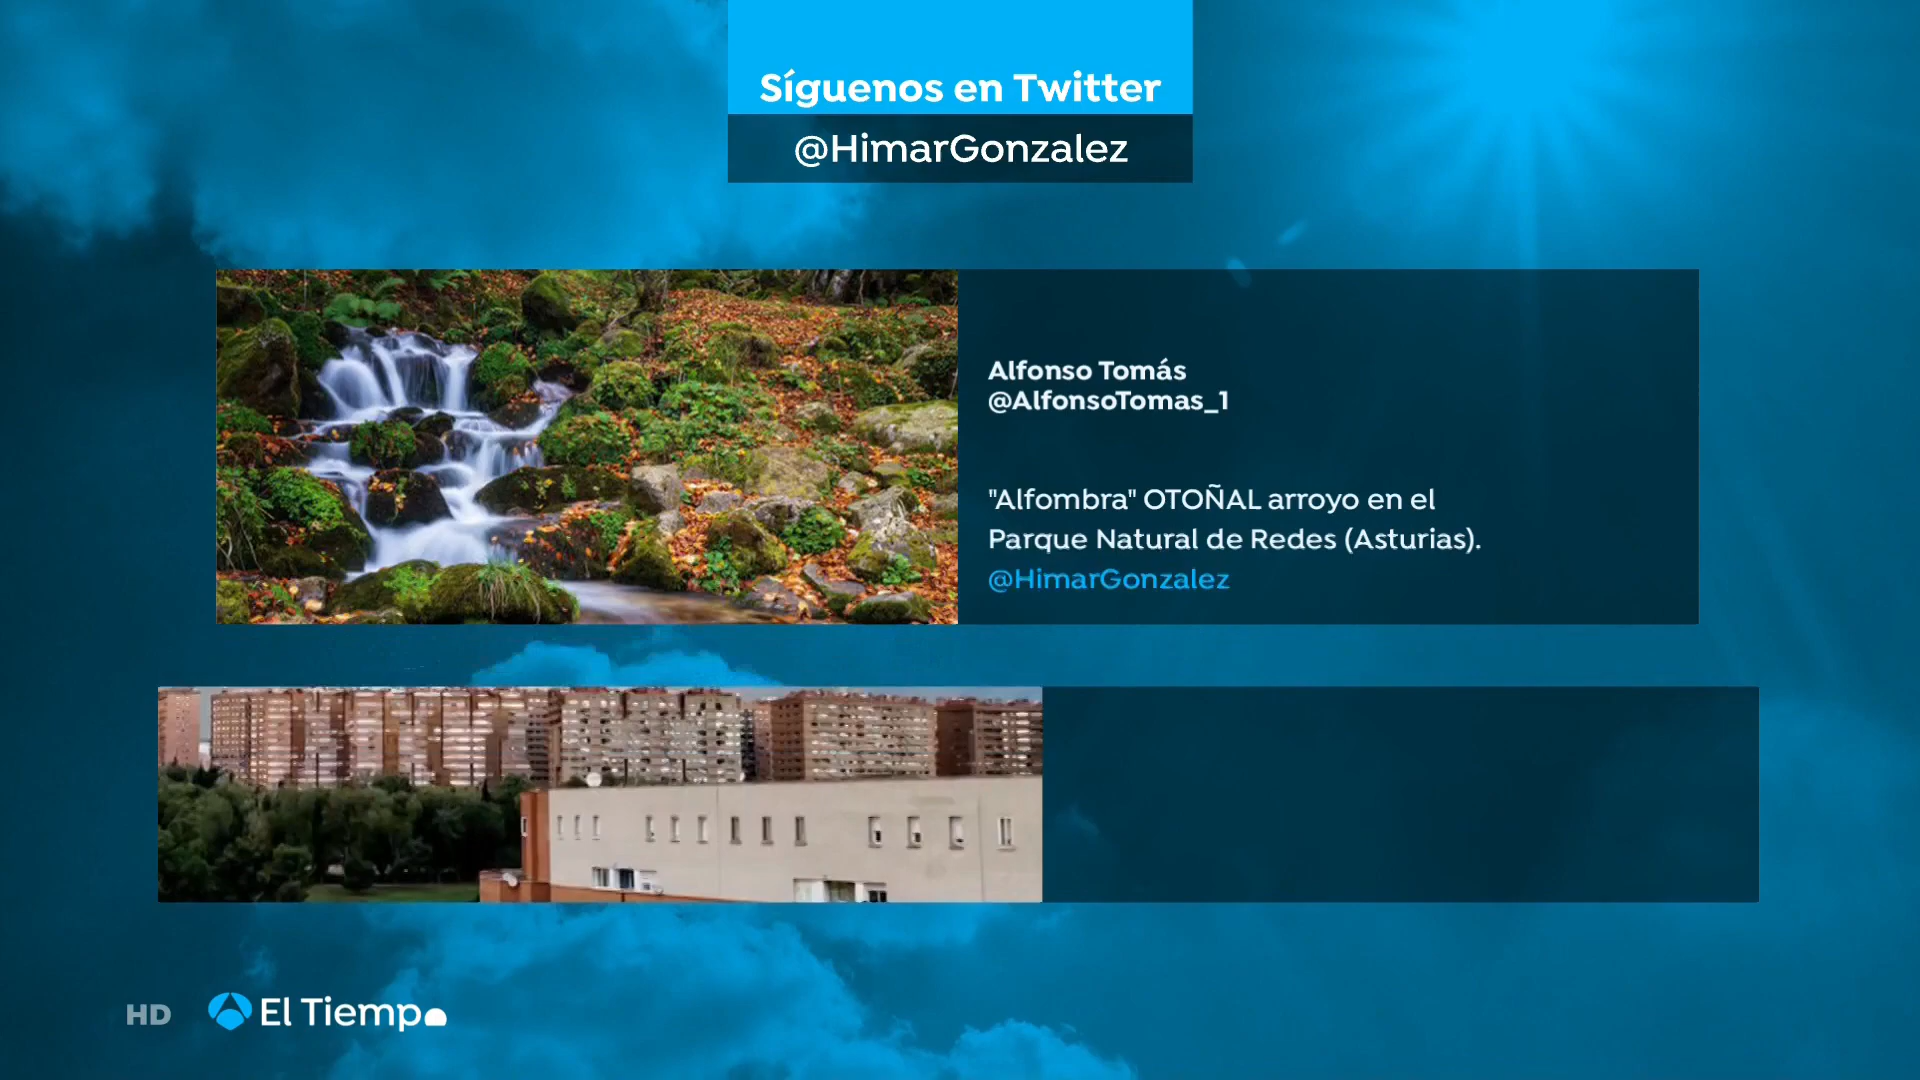 Síguenos en Twitter
@HimarGonzalez
Alfonso Tomás
@AlfonsoTomas_1
"Alfombra" OTOÑAL arroyo en el
Parque Natural de Redes (Asturias).
@HimarGonzalez
HD El Tiempo